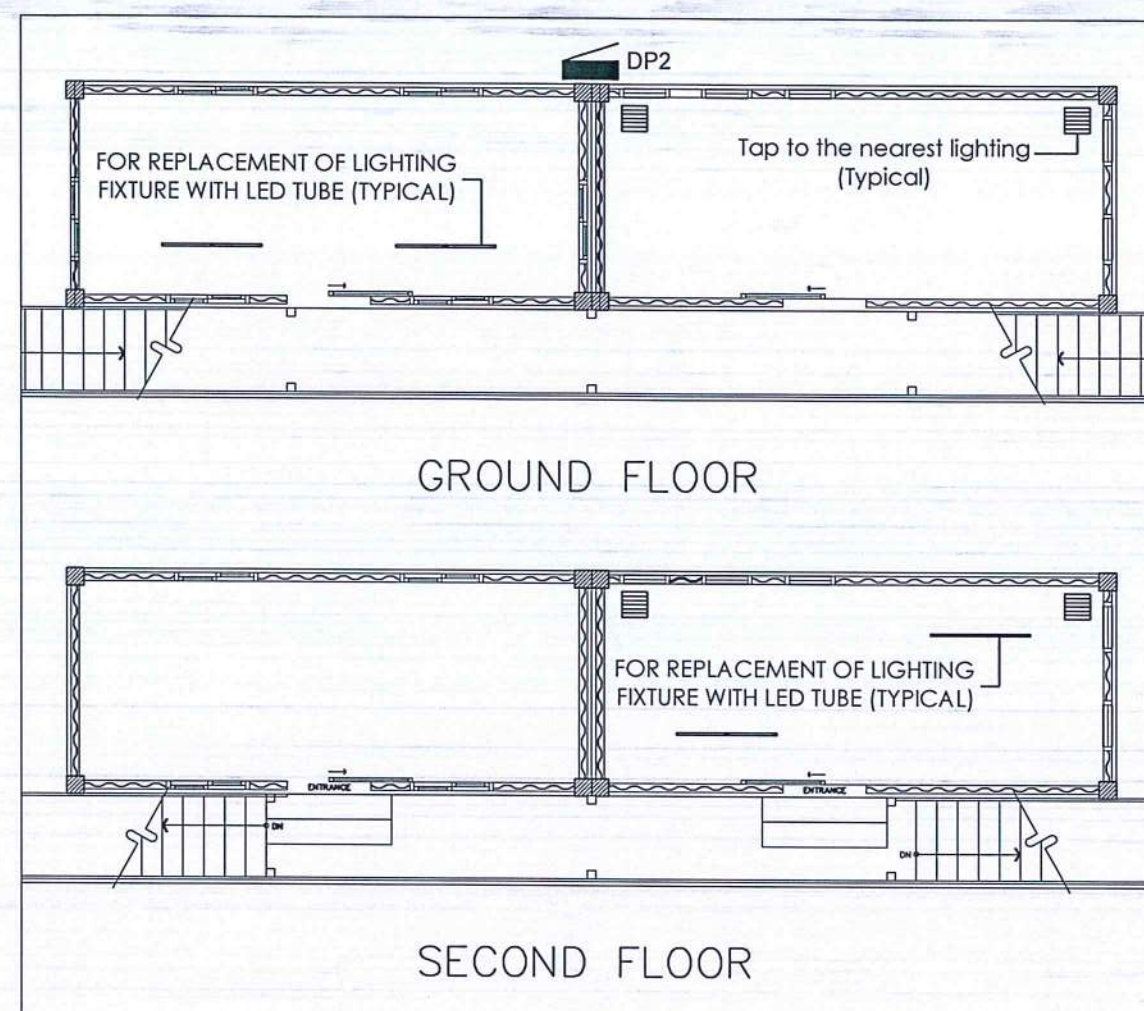 DP2
FOR REPLACEMENT OF LIGHTING
FIXTURE WITH LED TUBE (TYPICAL)
Tap to the nearest lighting
(Typical)
GROUND FLOOR
FOR REPLACEMENT OF LIGHTING
FIXTURE WITH LED TUBE (TYPICAL)
ENTRANCE
ENTRANCE
DN
DN
SECOND FLOOR